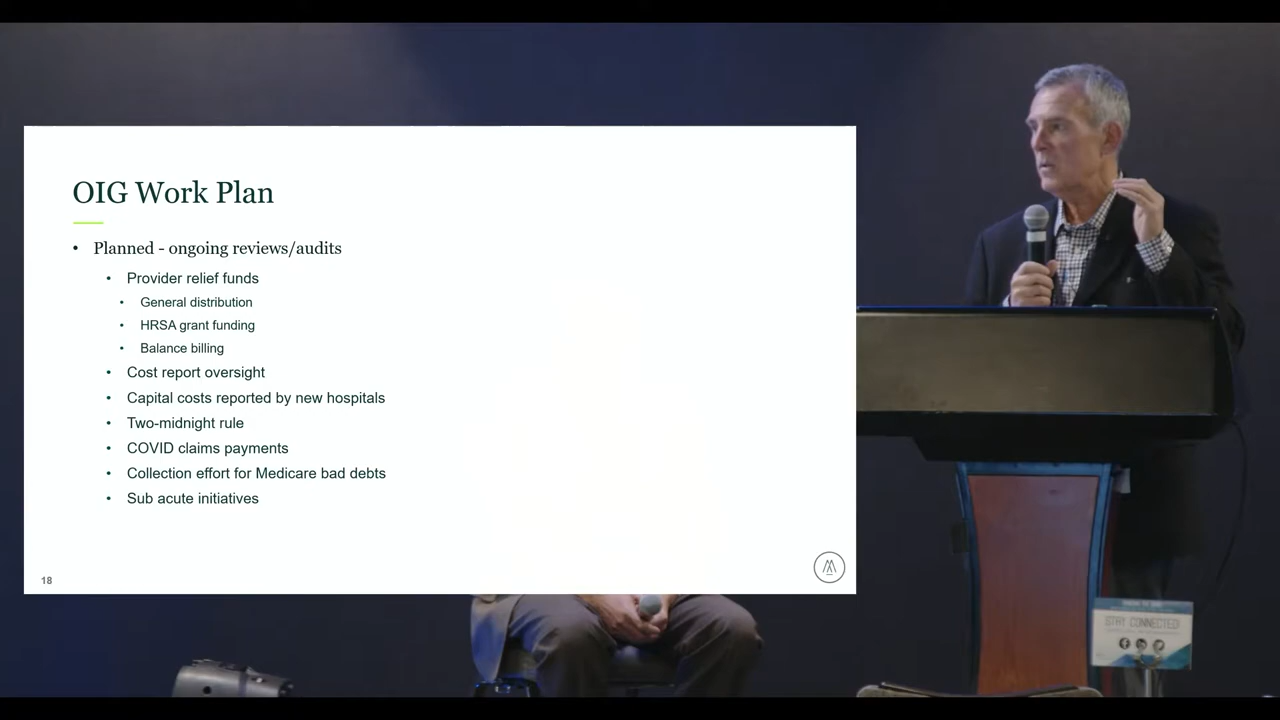 OIG Work Plan
• Planned - ongoing reviews/audits
• Provider relief funds
• General distribution
• HRSA grant funding
• Balance billing
• Cost report oversight
• Capital costs reported by new hospitals
• Two-midnight rule
• COVID claims payments
• Collection effort for Medicare bad debts
• Sub acute initiatives
18
STAY CONNECTED!